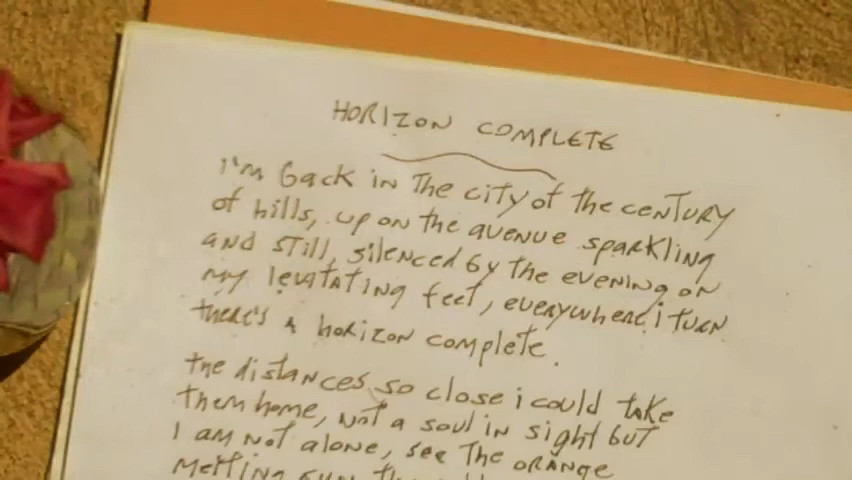 HORIZON COMPLETE
I'm back in the city of the century
of hills, up on the avenue sparkling
and still, silenced by the evening on
my levitating feet, everywhere i turn
there's a horizon complete.
the distances so close i could take
them home, not a soul in sight but
I am not alone, see the orange
melting sun